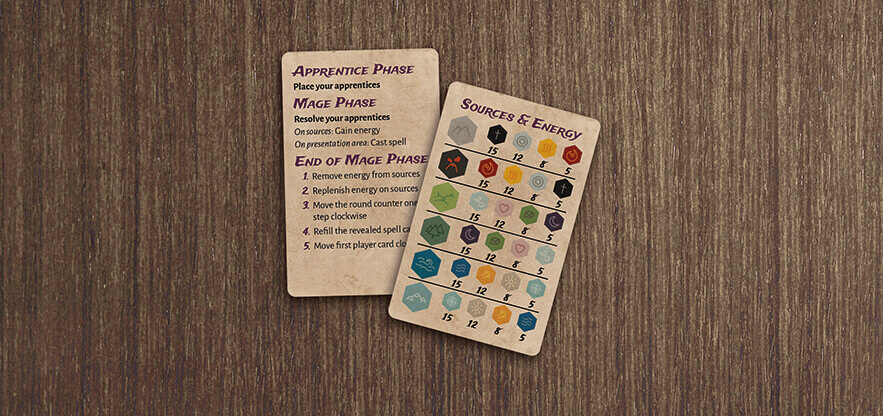 APPRENTICE PHASE
Place your apprentices
MAGE PHASE
Resolve your apprentices
On sources: Gain energy
On presentation area: Cast spell
END OF MAGE PHASE
1. Remove energy from sources
2. Replenish energy on sources
3. Move the round counter one
step clockwise
4. Refill the revealed spell
5. Move first player card
SOURCES & ENERGY
15 12 8 5
15 12 8 5
15 12 8 5
15 12 8 5
15 12 8 5
15 12 8 5